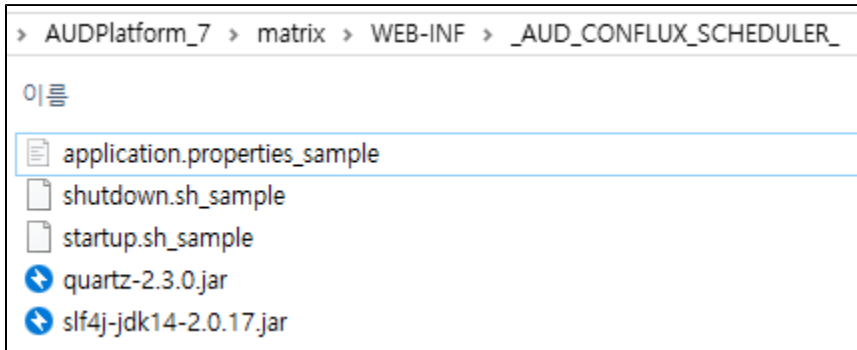 > AUDPlatform_7 > matrix > WEB-INF > _AUD_CONFLUX_SCHEDULER_
이름
application.properties_sample
shutdown.sh_sample
startup.sh_sample
quartz-2.3.0.jar
slf4j-jdk14-2.0.17.jar